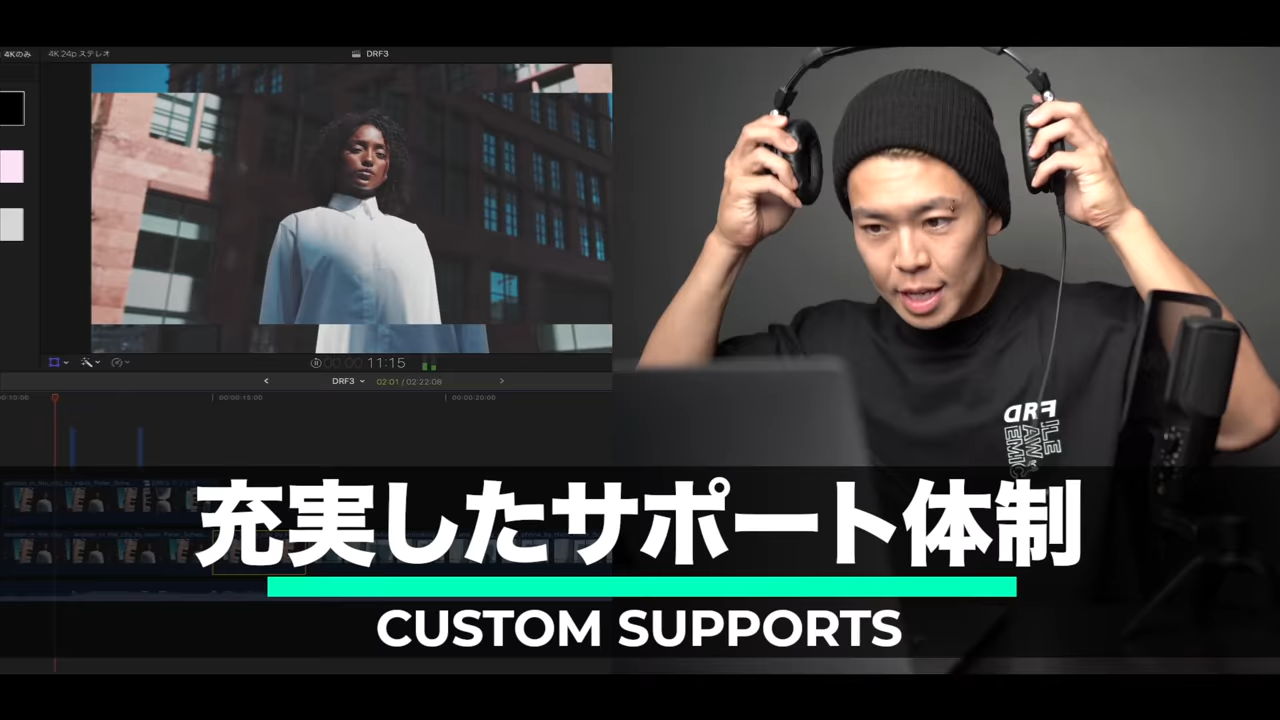 4Kのみ
4K 24p ステレオ
DRF3
11:15
DRF3
02:01 / 02:22:08
00:00:15:00
00:00:20:00
DRF
充実したサポート体制
CUSTOM SUPPORTS